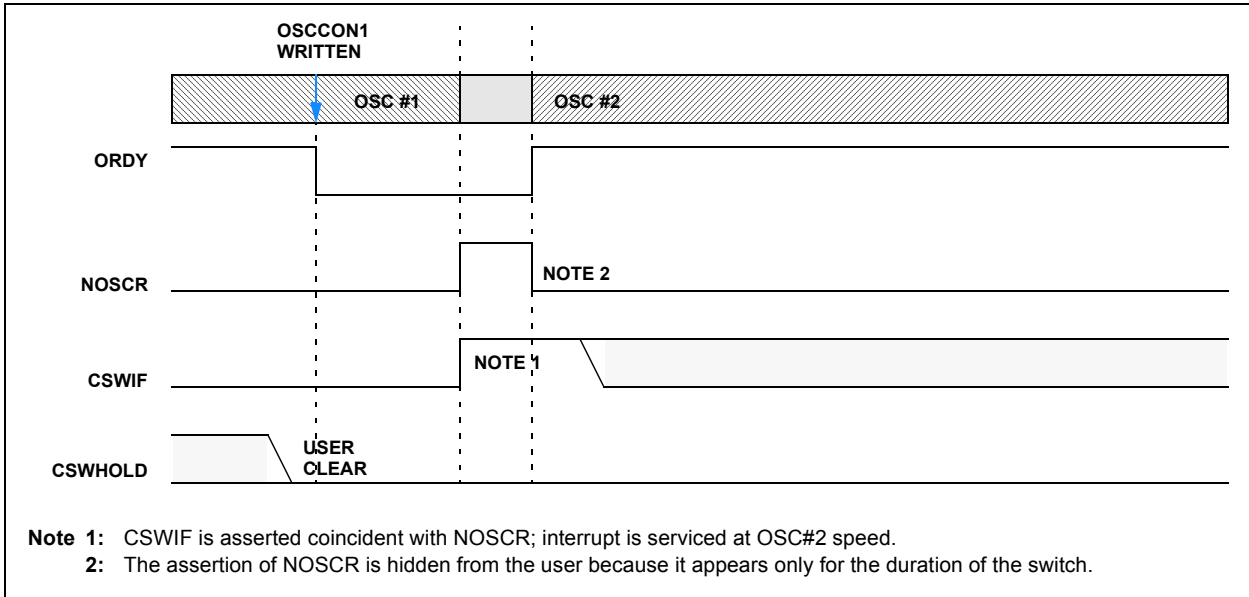 OSCCON1
WRITTEN
OSC #1
OSC #2
ORDY
NOSCR
NOTE 2
CSWIF
NOTE 1
CSWHOLD
USER
CLEAR
Note 1: CSWIF is asserted coincident with NOSCR; interrupt is serviced at OSC#2 speed.
2: The assertion of NOSCR is hidden from the user because it appears only for the duration of the switch.